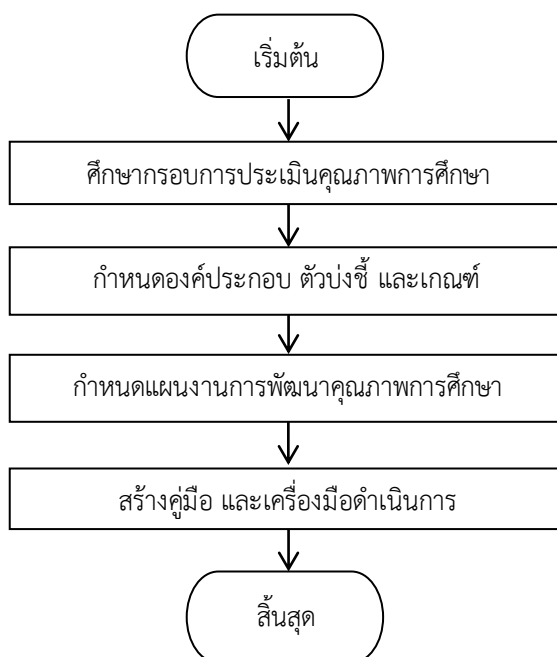 เริ่มต้น
ศึกษากรอบการประเมินคุณภาพการศึกษา
กำหนดองค์ประกอบ ตัวบ่งชี้ และเกณฑ์
กำหนดแผนงานการพัฒนาคุณภาพการศึกษา
สร้างคู่มือ และเครื่องมือดำเนินการ
สิ้นสุด